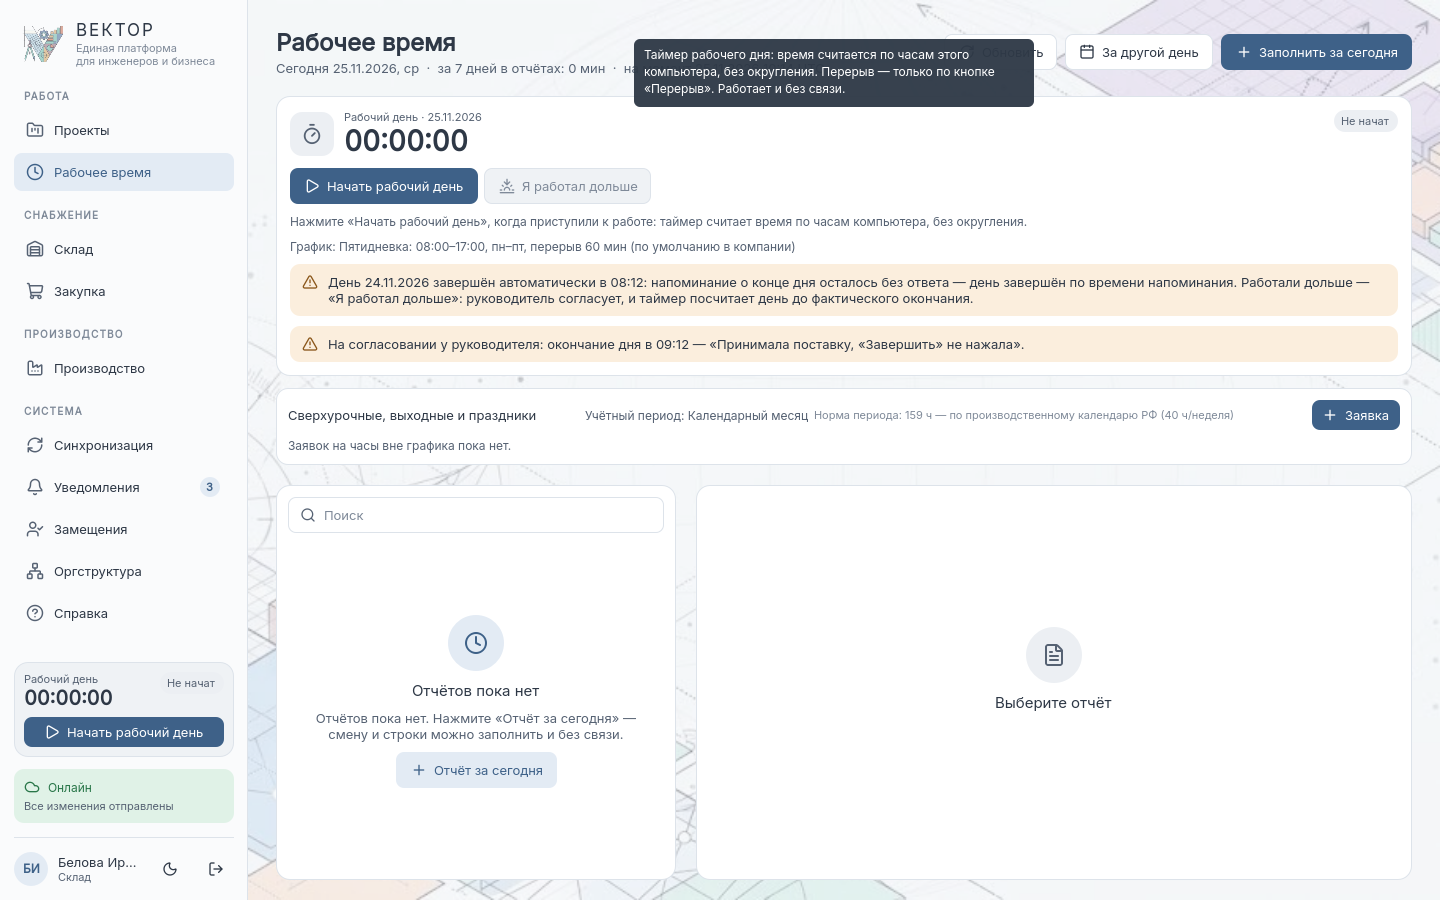 ВЕКТОР
Единая платформа
для инженеров и бизнеса
РАБОТА
Проекты
Рабочее время
СНАБЖЕНИЕ
Склад
Закупка
ПРОИЗВОДСТВО
Производство
СИСТЕМА
Синхронизация
Уведомления
3
Замещения
Оргструктура
Справка
Рабочий день
Не начат
00:00:00
Начать рабочий день
Онлайн
Все изменения отправлены
БИ
Белова Ир...
Склад
Рабочее время
Сегодня 25.11.2026, ср · за 7 дней в отчётах: 0 мин ·
Таймер рабочего дня: время считается по часам этого
компьютера, без округления. Перерыв — только по кнопке
«Перерыв». Работает и без связи.
Обновить
За другой день
Заполнить за сегодня
Рабочий день · 25.11.2026
00:00:00
Не начат
Начать рабочий день
Я работал дольше
Нажмите «Начать рабочий день», когда приступили к работе: таймер считает время по часам компьютера, без округления.
График: Пятидневка: 08:00–17:00, пн–пт, перерыв 60 мин (по умолчанию в компании)
День 24.11.2026 завершён автоматически в 08:12: напоминание о конце дня осталось без ответа — день завершён по времени напоминания. Работали дольше —
«Я работал дольше»: руководитель согласует, и таймер посчитает день до фактического окончания.
На согласовании у руководителя: окончание дня в 09:12 — «Принимала поставку, «Завершить» не нажала».
Сверхурочные, выходные и праздники
Учётный период: Календарный месяц
Норма периода: 159 ч — по производственному календарю РФ (40 ч/неделя)
Заявка
Заявок на часы вне графика пока нет.
Поиск
Отчётов пока нет
Отчётов пока нет. Нажмите «Отчёт за сегодня» —
смену и строки можно заполнить и без связи.
Отчёт за сегодня
Выберите отчёт